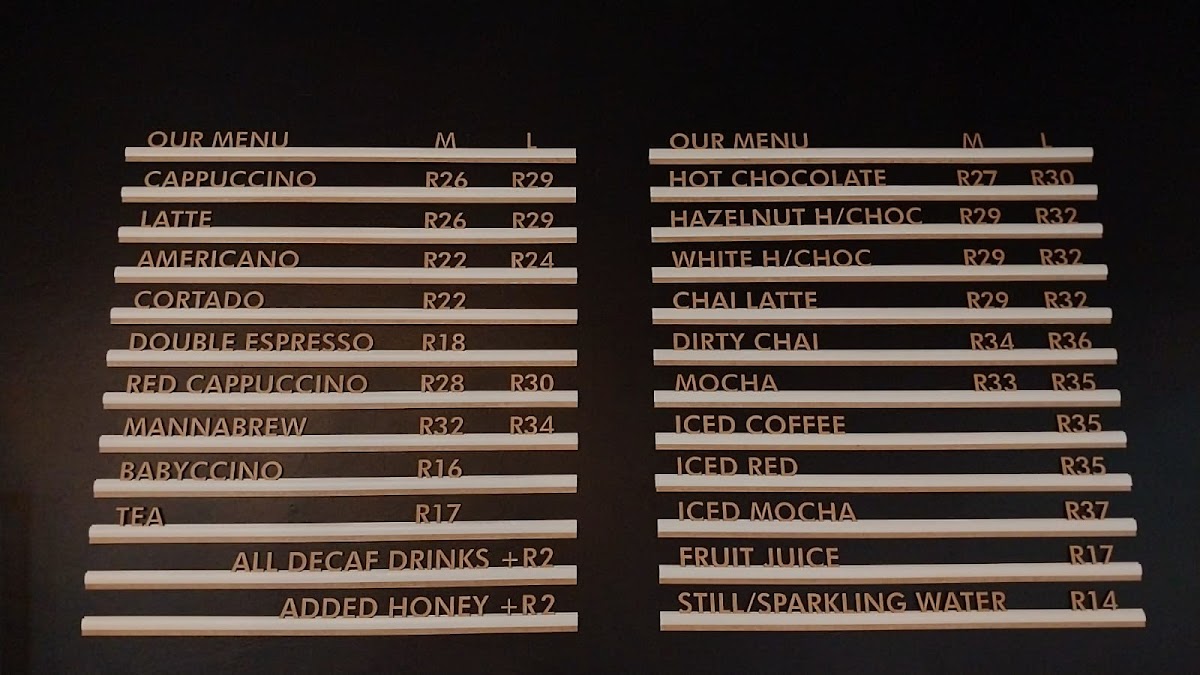 OUR MENU M L
CAPPUCCINO R26 R29
LATTE R26 R29
AMERICANO R22 R24
CORTADO R22
DOUBLE ESPRESSO R18
RED CAPPUCCINO R28 R30
MANNABREW R32 R34
BABYCCINO R16
TEA R17
ALL DECAF DRINKS +R2
ADDED HONEY +R2
OUR MENU M L
HOT CHOCOLATE R27 R30
HAZELNUT H/CHOC R29 R32
WHITE H/CHOC R29 R32
CHAI LATTE R29 R32
DIRTY CHAI R34 R36
MOCHA R33 R35
ICED COFFEE R35
ICED RED R35
ICED MOCHA R37
FRUIT JUICE R17
STILL/SPARKLING WATER R14